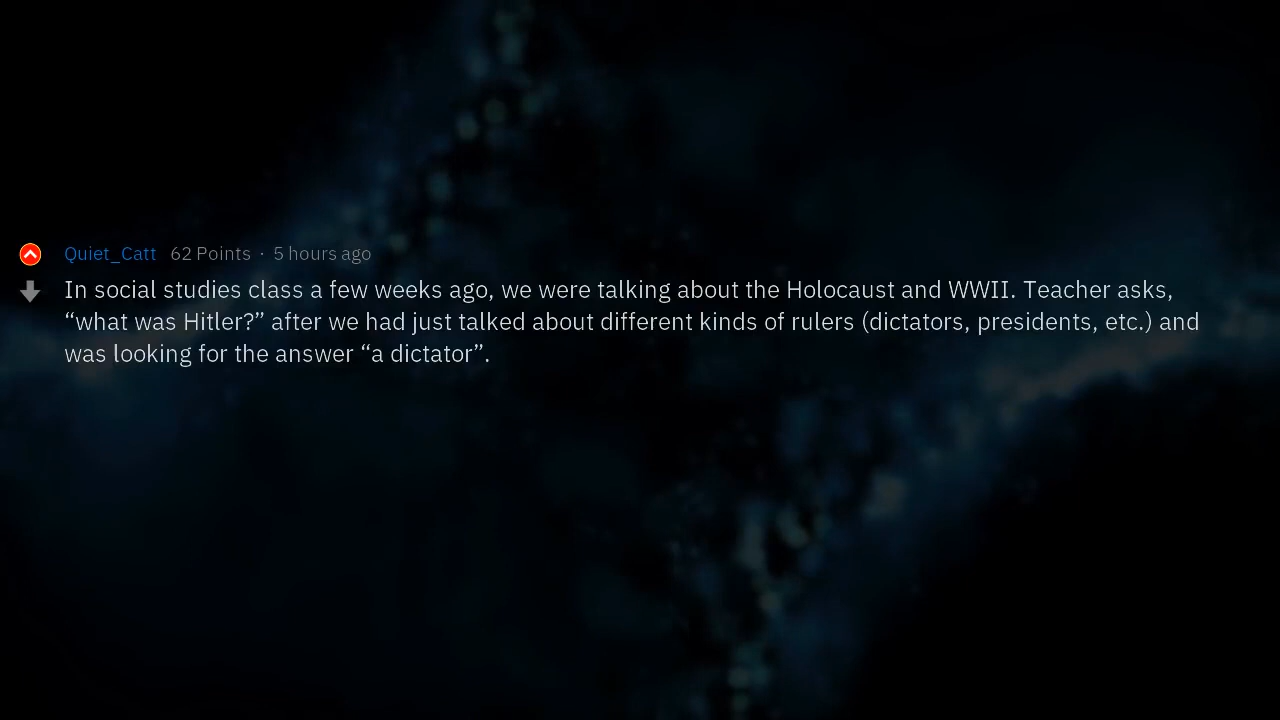 Quiet_Catt 62 Points · 5 hours ago
In social studies class a few weeks ago, we were talking about the Holocaust and WWII. Teacher asks,
“what was Hitler?” after we had just talked about different kinds of rulers (dictators, presidents, etc.) and
was looking for the answer “a dictator”.